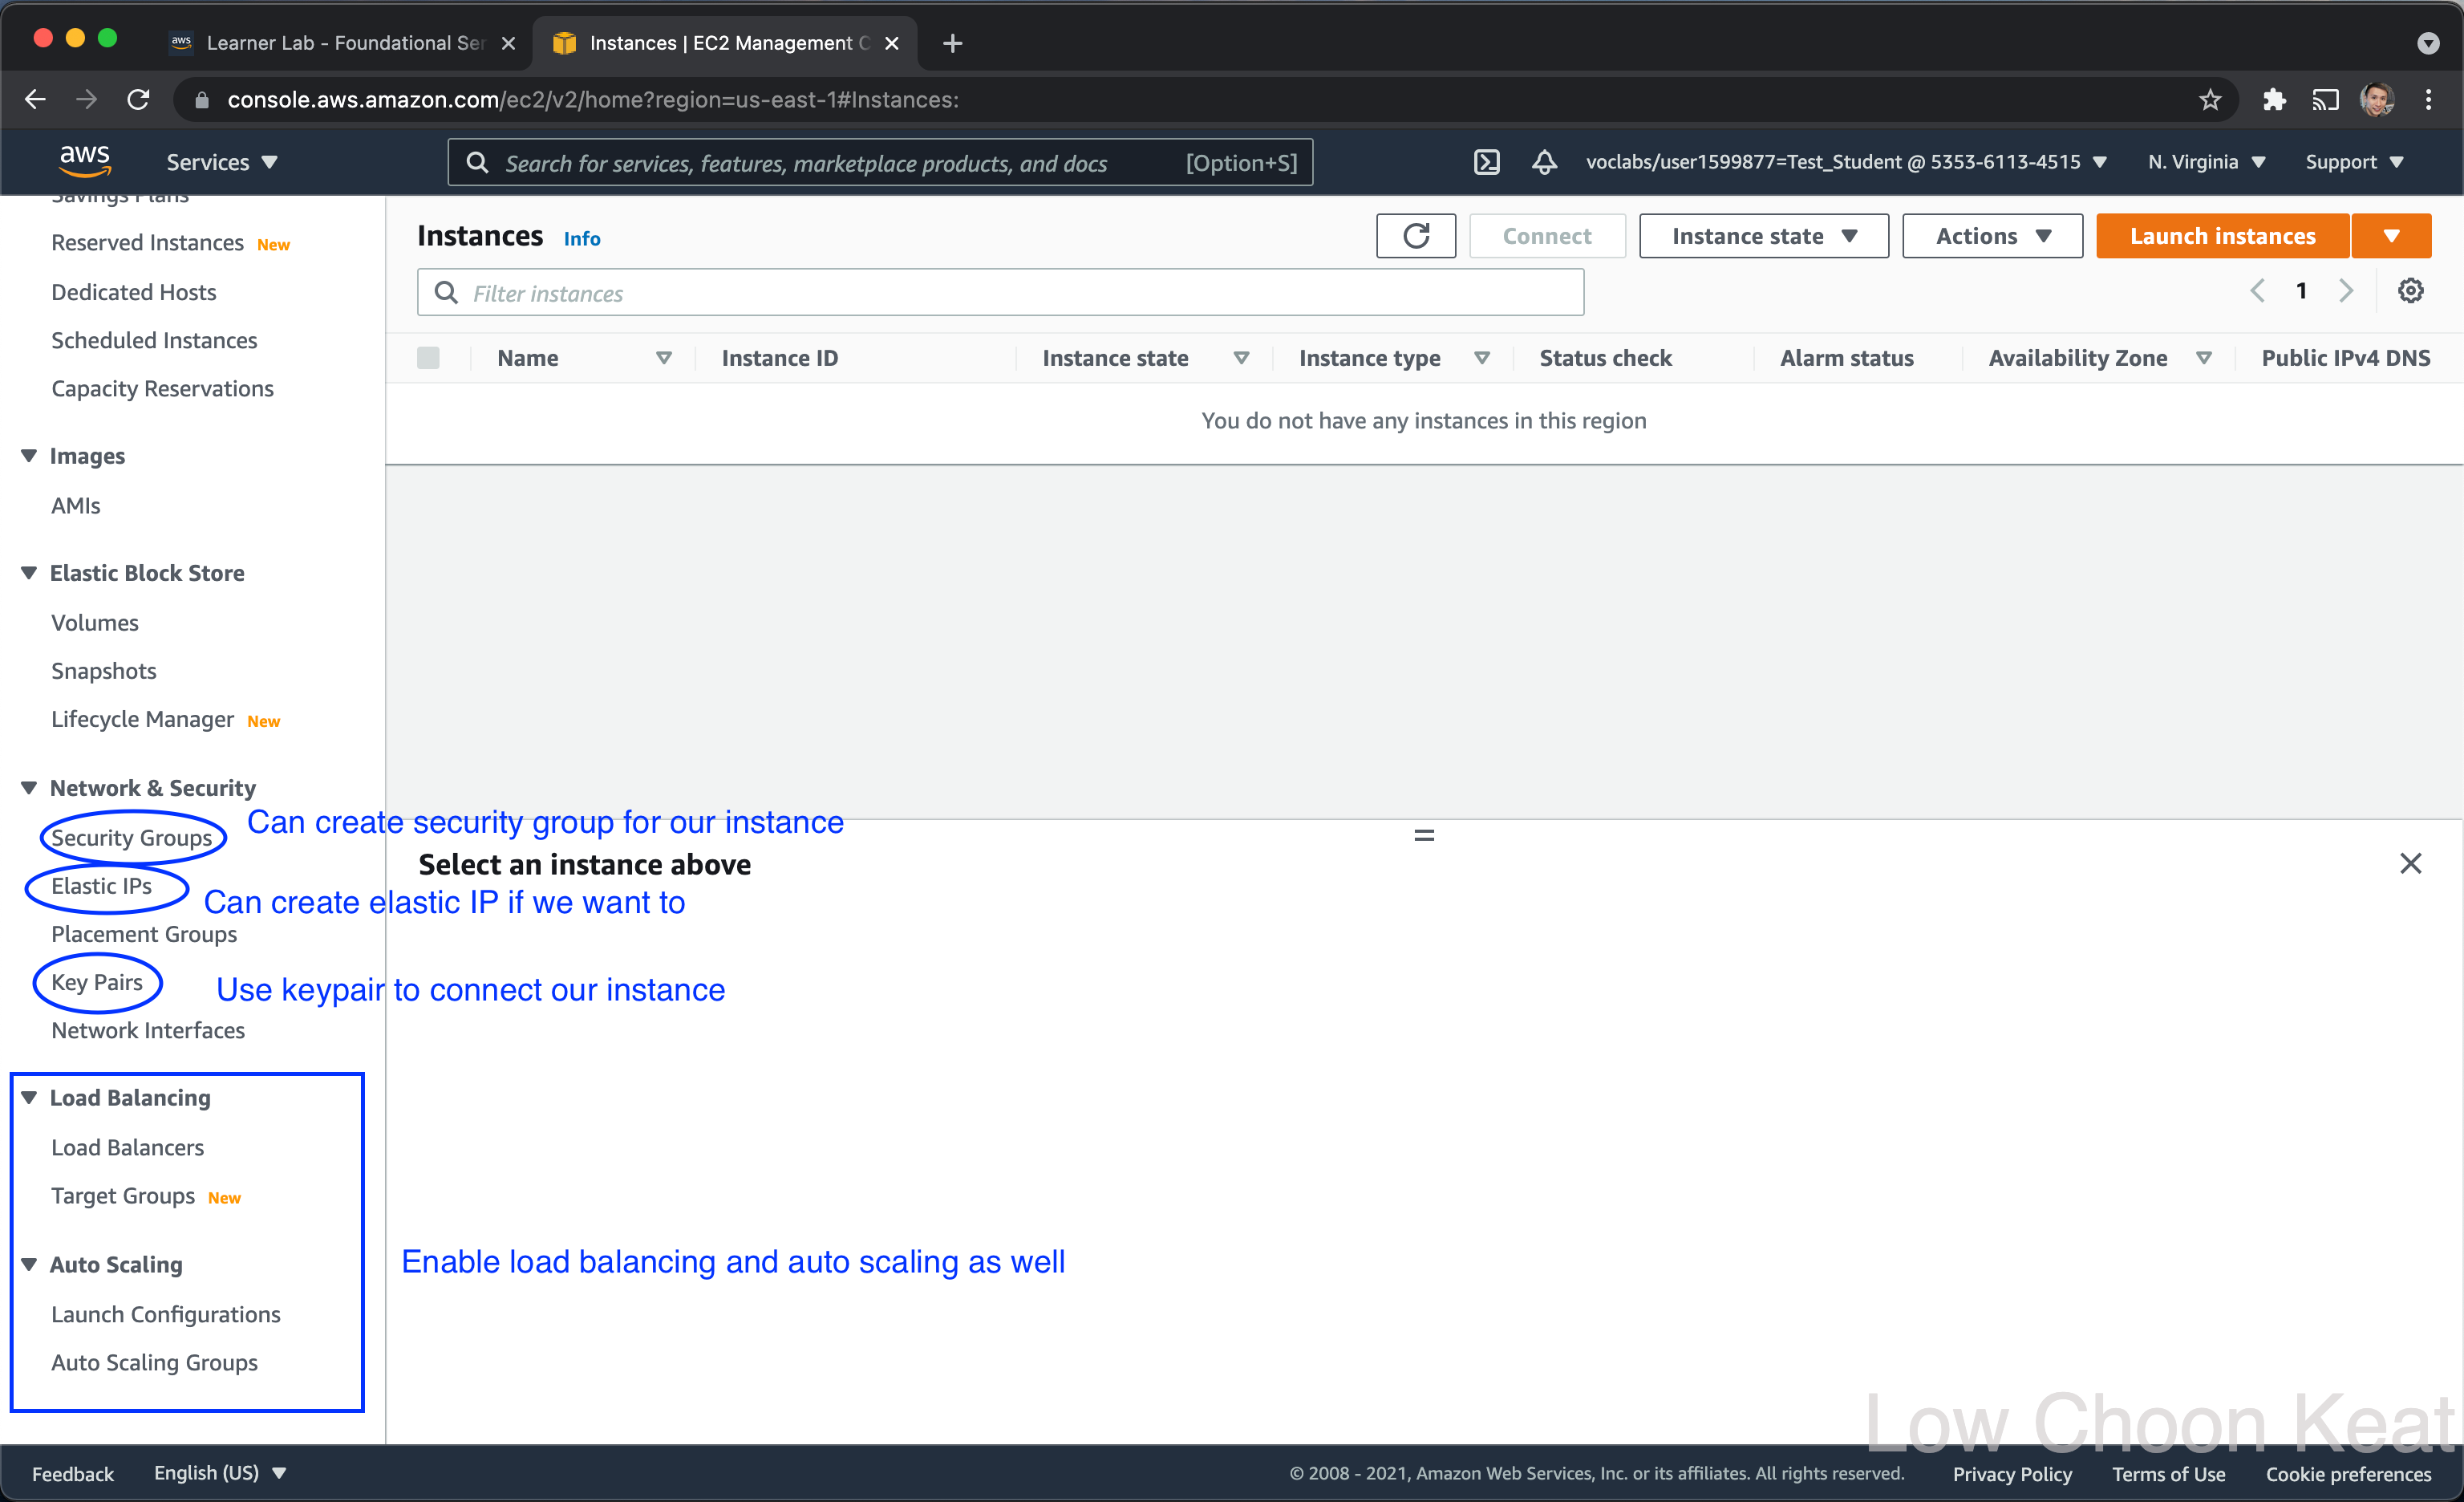 aws Learner Lab - Foundational Ser
Instances | EC2 Management C
console.aws.amazon.com/ec2/v2/home?region=us-east-1#Instances:
aws Services Search for services, features, marketplace products, and docs [Option+S] voclabs/user1599877=Test_Student @ 5353-6113-4515 N. Virginia Support
Savings Plans
Reserved Instances New
Dedicated Hosts
Scheduled Instances
Capacity Reservations
Images
AMIs
Elastic Block Store
Volumes
Snapshots
Lifecycle Manager New
Network & Security
Security Groups
Can create security group for our instance
Elastic IPs
Can create elastic IP if we want to
Placement Groups
Key Pairs
Use keypair to connect our instance
Network Interfaces
Load Balancing
Load Balancers
Target Groups New
Auto Scaling
Launch Configurations
Auto Scaling Groups
Enable load balancing and auto scaling as well
Instances Info Connect Instance state Actions Launch instances
Filter instances 1
Name Instance ID Instance state Instance type Status check Alarm status Availability Zone Public IPv4 DNS
You do not have any instances in this region
Select an instance above
Low Choon Keat
Feedback English (US) © 2008 - 2021, Amazon Web Services, Inc. or its affiliates. All rights reserved. Privacy Policy Terms of Use Cookie preferences